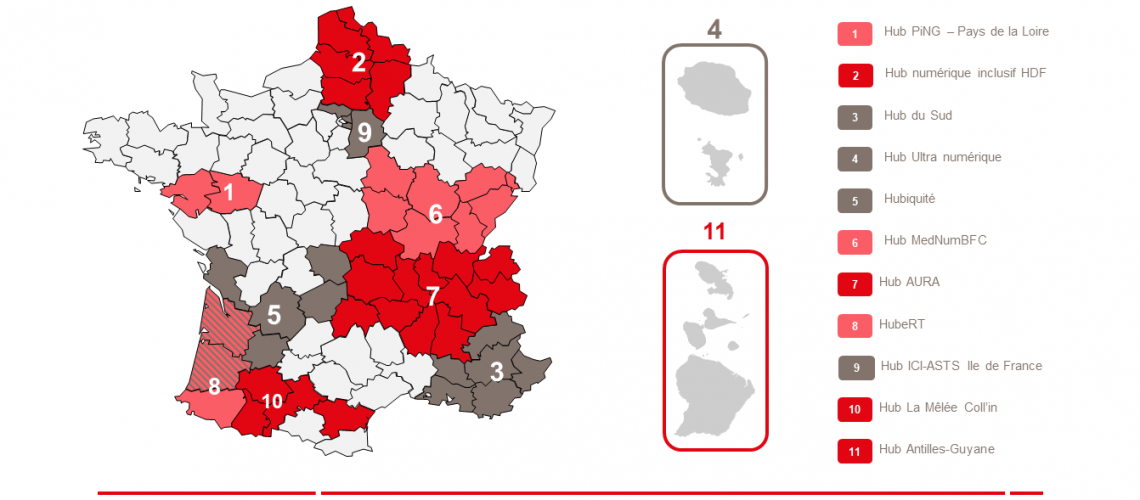 2
9
1
6
7
5
3
8
10
4
11
1 Hub PiNG – Pays de la Loire
2 Hub numérique inclusif HDF
3 Hub du Sud
4 Hub Ultra numérique
5 Hubiquité
6 Hub MedNumBFC
7 Hub AURA
8 HubeRT
9 Hub ICI-ASTS Ile de France
10 Hub La Mêlée Coll'in
11 Hub Antilles-Guyane